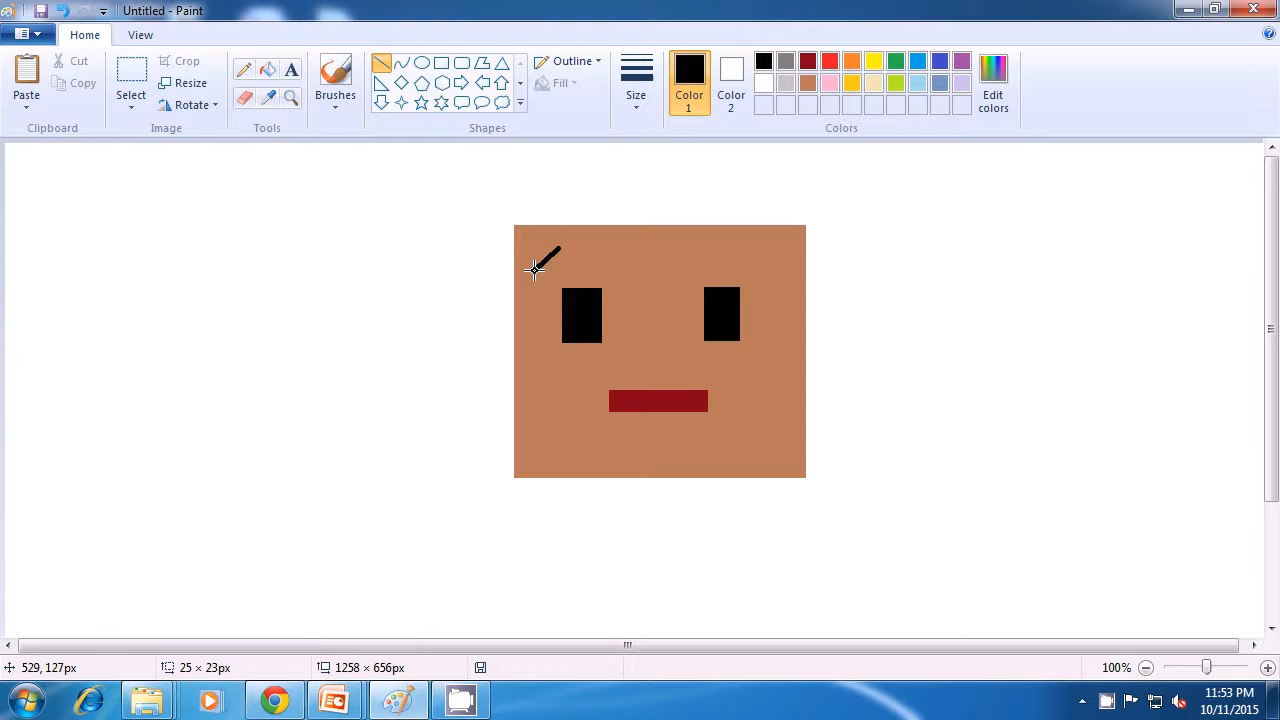 Untitled - Paint
Home View
Paste
Cut
Copy
Clipboard
Select
Crop
Resize
Rotate
Image
A
Tools
Brushes
Outline
Fill
Shapes
Size
Color 1
Color 2
Edit colors
Colors
529, 127px
25 × 23px
1258 × 656px
100%
11:53 PM
10/11/2015